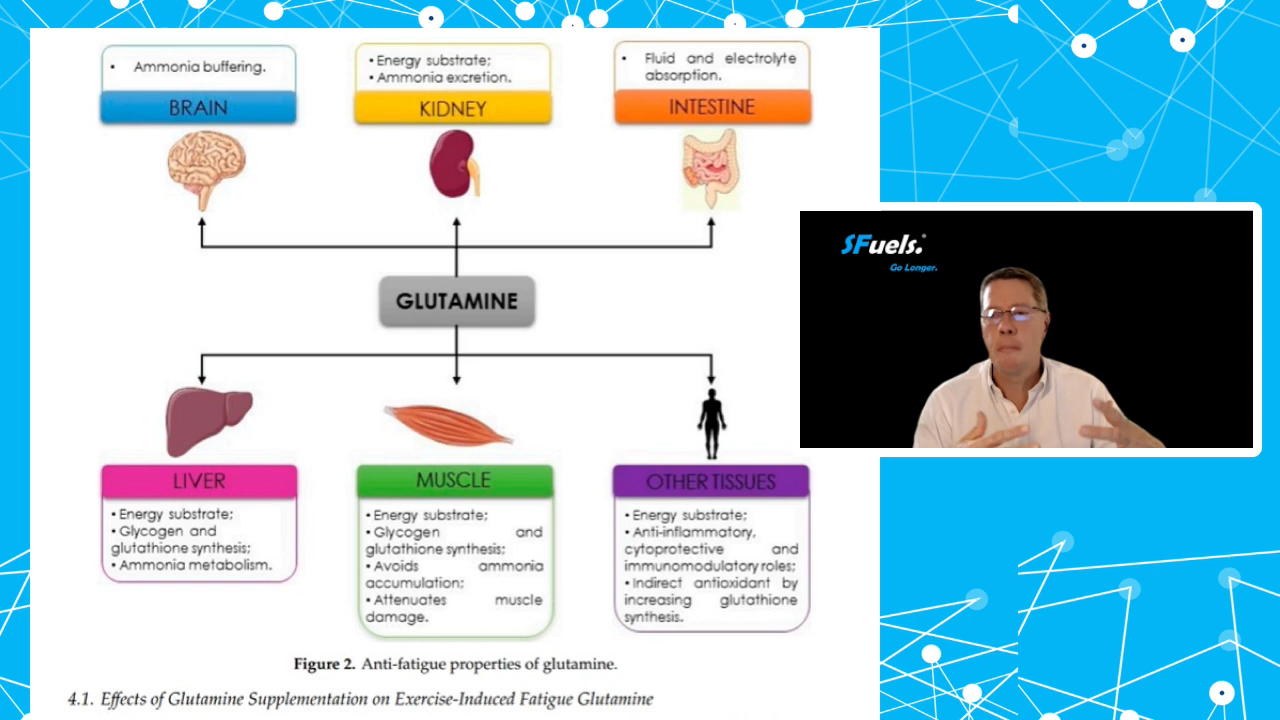 • Ammonia buffering.
BRAIN
• Energy substrate;
• Ammonia excretion.
KIDNEY
• Fluid and electrolyte
absorption.
INTESTINE
SFuels.®
Go Longer.
GLUTAMINE
LIVER
• Energy substrate;
• Glycogen and
glutathione synthesis;
• Ammonia metabolism.
MUSCLE
• Energy substrate;
• Glycogen and
glutathione synthesis;
• Avoids ammonia
accumulation;
• Attenuates muscle
damage.
OTHER TISSUES
• Energy substrate;
• Anti-inflammatory,
cytoprotective and
immunomodulatory roles;
• Indirect antioxidant by
increasing glutathione
synthesis.
Figure 2. Anti-fatigue properties of glutamine.
4.1. Effects of Glutamine Supplementation on Exercise-Induced Fatigue Glutamine